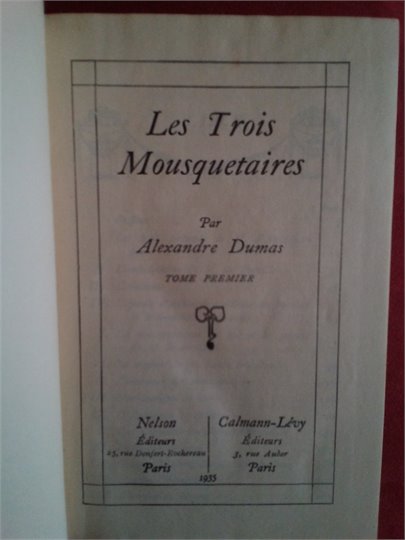 Les Trois
Mousquetaires
Par
Alexandre Dumas
TOME PREMIER
Nelson
Éditeurs
25, rue Denfert-Rochereau
Paris
Calmann-Lévy
Éditeurs
3, rue Auber
Paris
1935